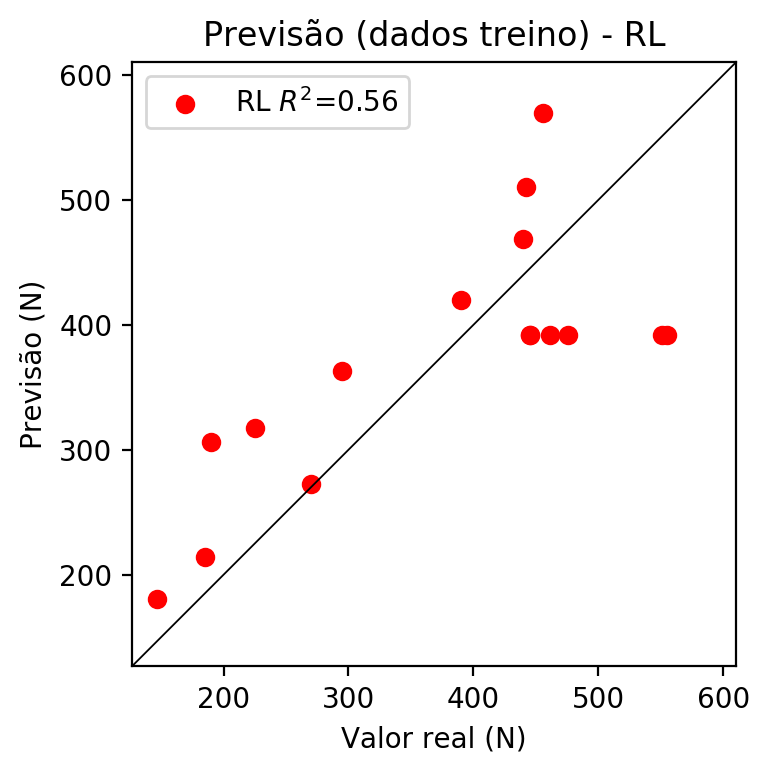 Previsão (dados treino) - RL
RL R²=0.56
600
500
400
300
200
Previsão (N)
200 300 400 500 600
Valor real (N)